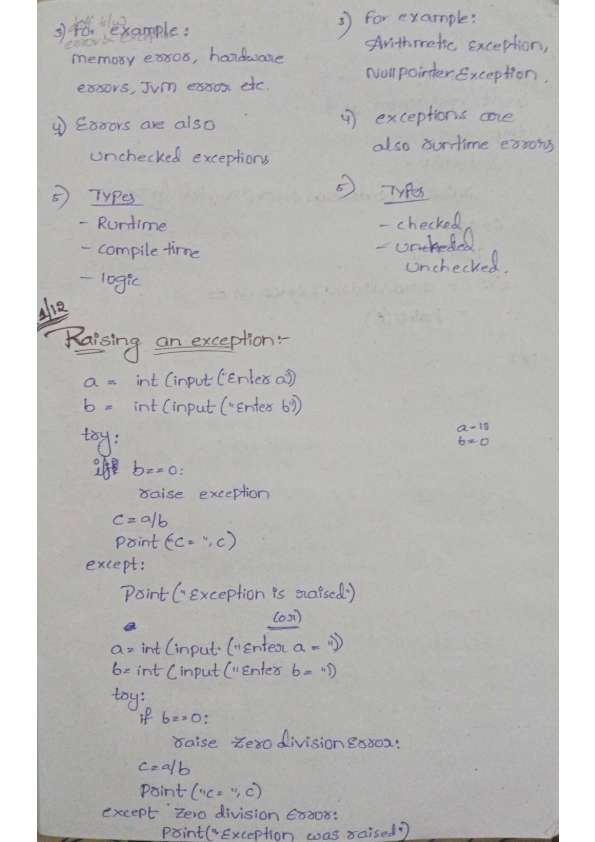 3) For example:
memory error, hardware
errors, Jvm error etc.
4) Errors are also
unchecked exceptions
5) Types
- Runtime
- compile time
- logic
3) For example:
Arithmetic Exception,
Nullpointer Exception.
4) exceptions are
also runtime errors
5) Types
- checked
- unchecked
unchecked.
1/12
Raising an exception:-
a = int (input ("Enter a")
b = int (input ("Enter b")
try:
if b==0:
raise exception
c=a/b
Print ("c= ", c)
except:
Print ("Exception is raised")
a=10
b=0
(or)
a= int (input ("Enter a = ")
b= int (input ("Enter b= ")
try:
if b==0:
raise Zero division Error:
c=a/b
Print ("c= ", c)
except Zero division Error:
Print("Exception was raised")